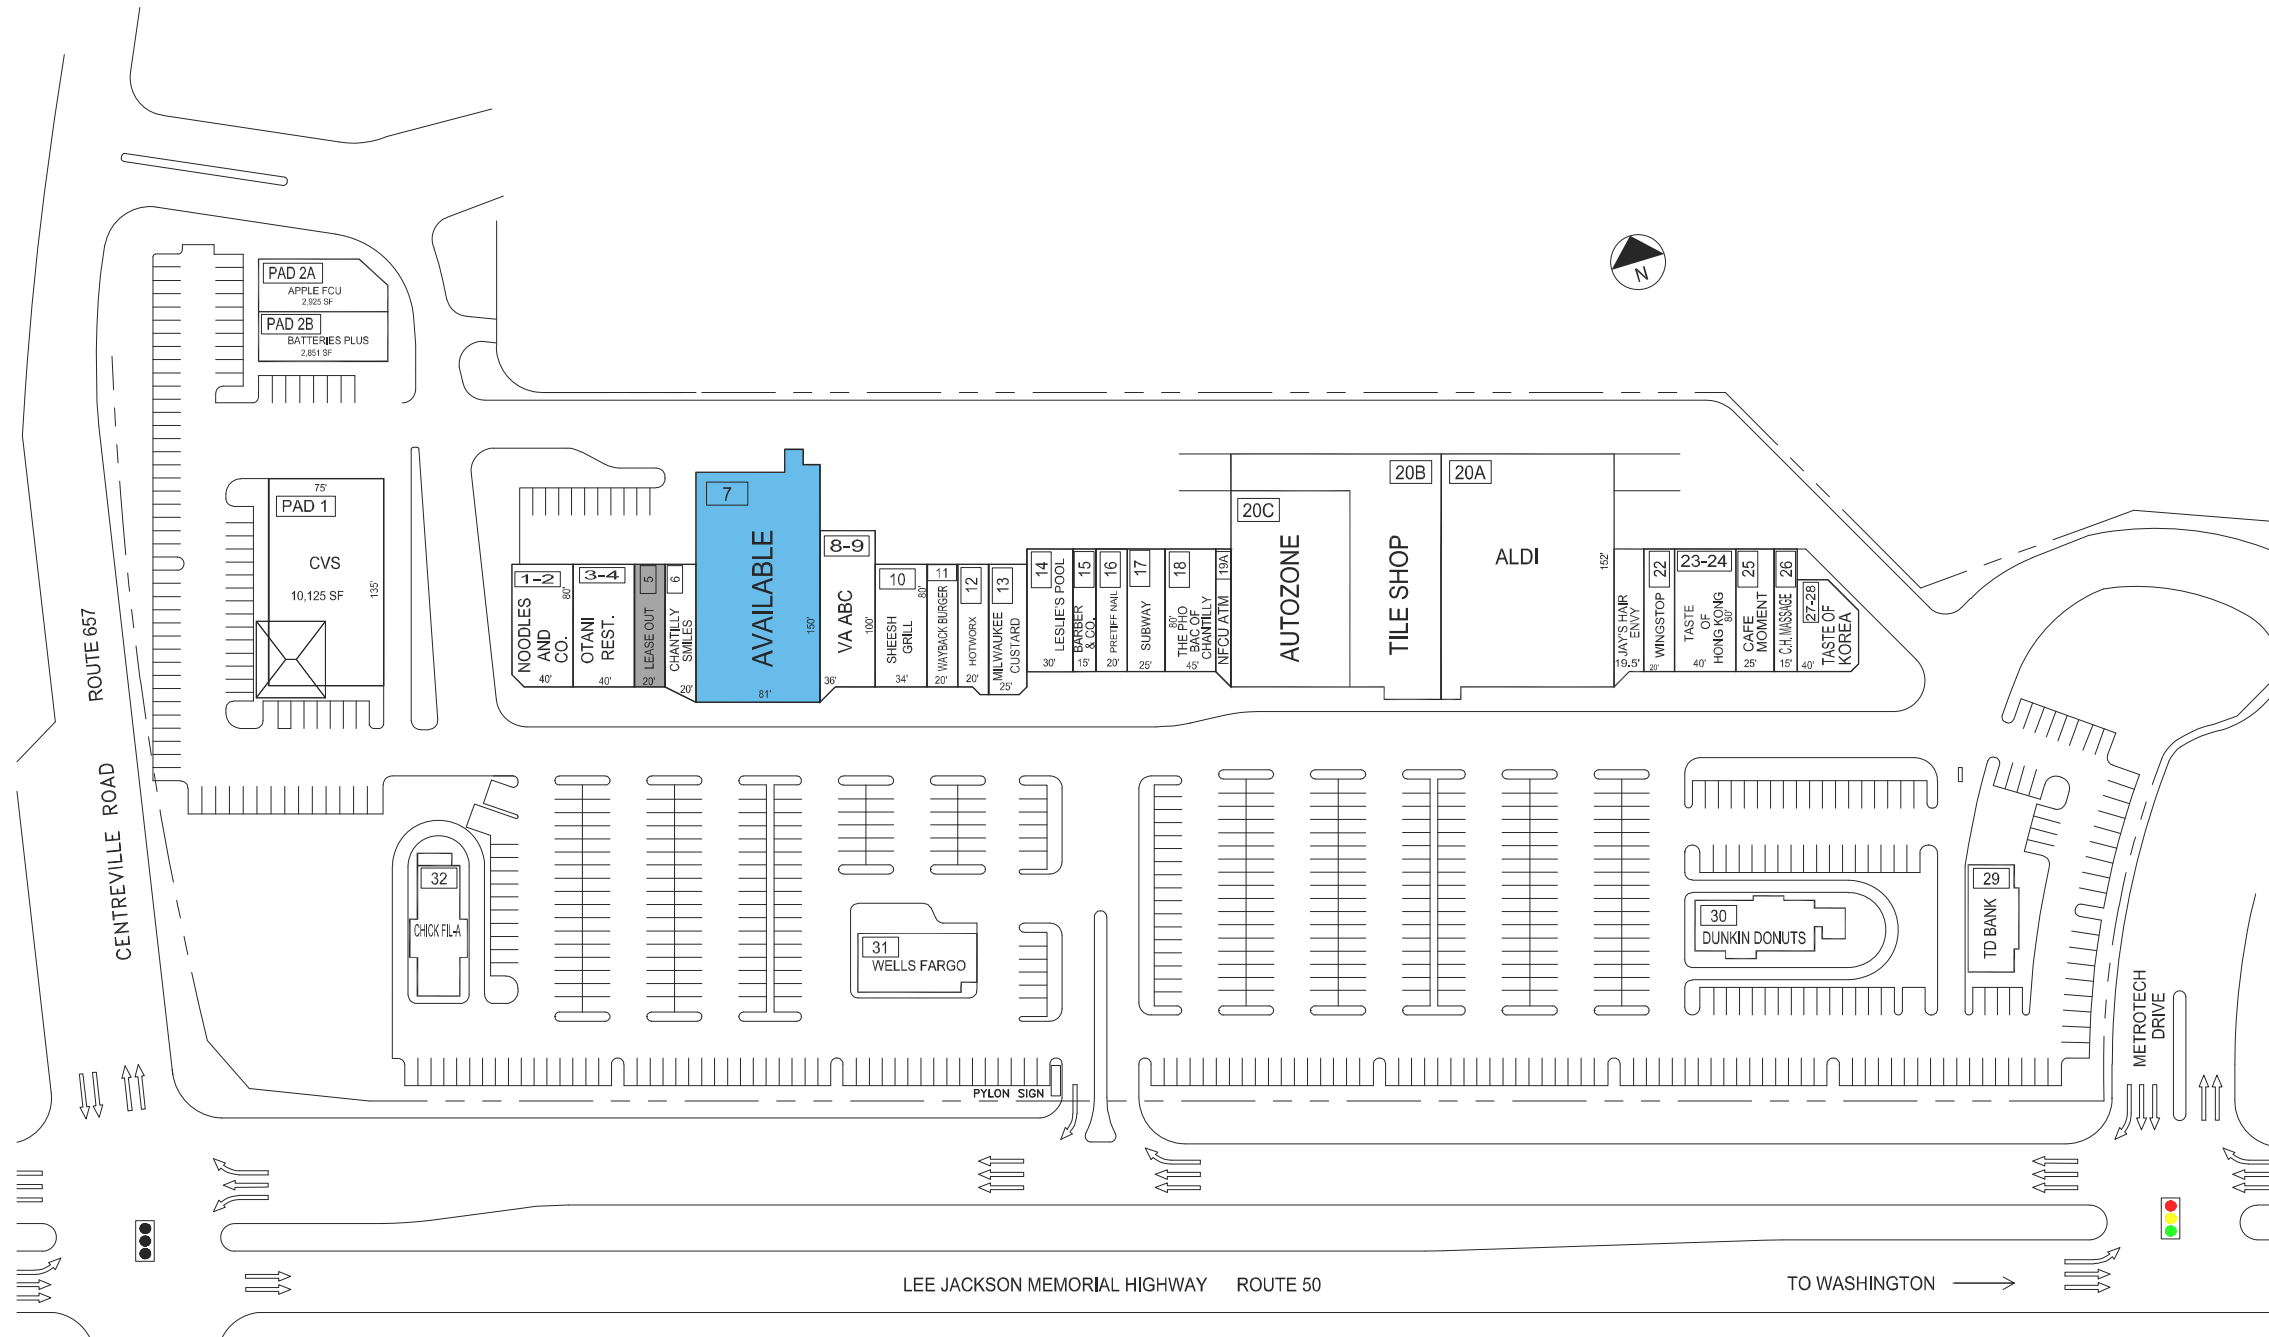 N
PAD 2A
APPLE FCU
2,925 SF
PAD 2B
BATTERIES PLUS
2,851 SF
75'
PAD 1
CVS
10,125 SF
135'
ROUTE 657
CENTREVILLE ROAD
1-2
NOODLES
AND
CO.
80'
40'
3-4
OTANI
REST.
40'
5
LEASE OUT
20'
6
CHANTILLY
SMILES
20'
7
AVAILABLE
150'
81'
8-9
VA ABC
100'
36'
10
SHEESH
GRILL
80'
34'
11
WAYBACK BURGER
20'
12
HOTWORX
20'
13
MILWAUKEE
CUSTARD
25'
14
LESLIE'S POOL
30'
15
BARBER
& CO.
15'
16
PRETIFF NAIL
20'
17
SUBWAY
25'
18
80'
THE PHO
BAC OF
CHANTILLY
45'
19A
NFCU ATM
20C
AUTOZONE
20B
TILE SHOP
20A
ALDI
152'
JAY'S HAIR
ENVY
19.5'
22
WINGSTOP
20'
23-24
TASTE
OF
HONG KONG
80'
40'
25
CAFE
MOMENT
25'
26
C.H. MASSAGE
15'
27-28
TASTE OF
KOREA
40'
32
CHICK FIL-A
31
WELLS FARGO
30
DUNKIN DONUTS
29
TD BANK
METROTECH
DRIVE
PYLON SIGN
LEE JACKSON MEMORIAL HIGHWAY ROUTE 50
TO WASHINGTON